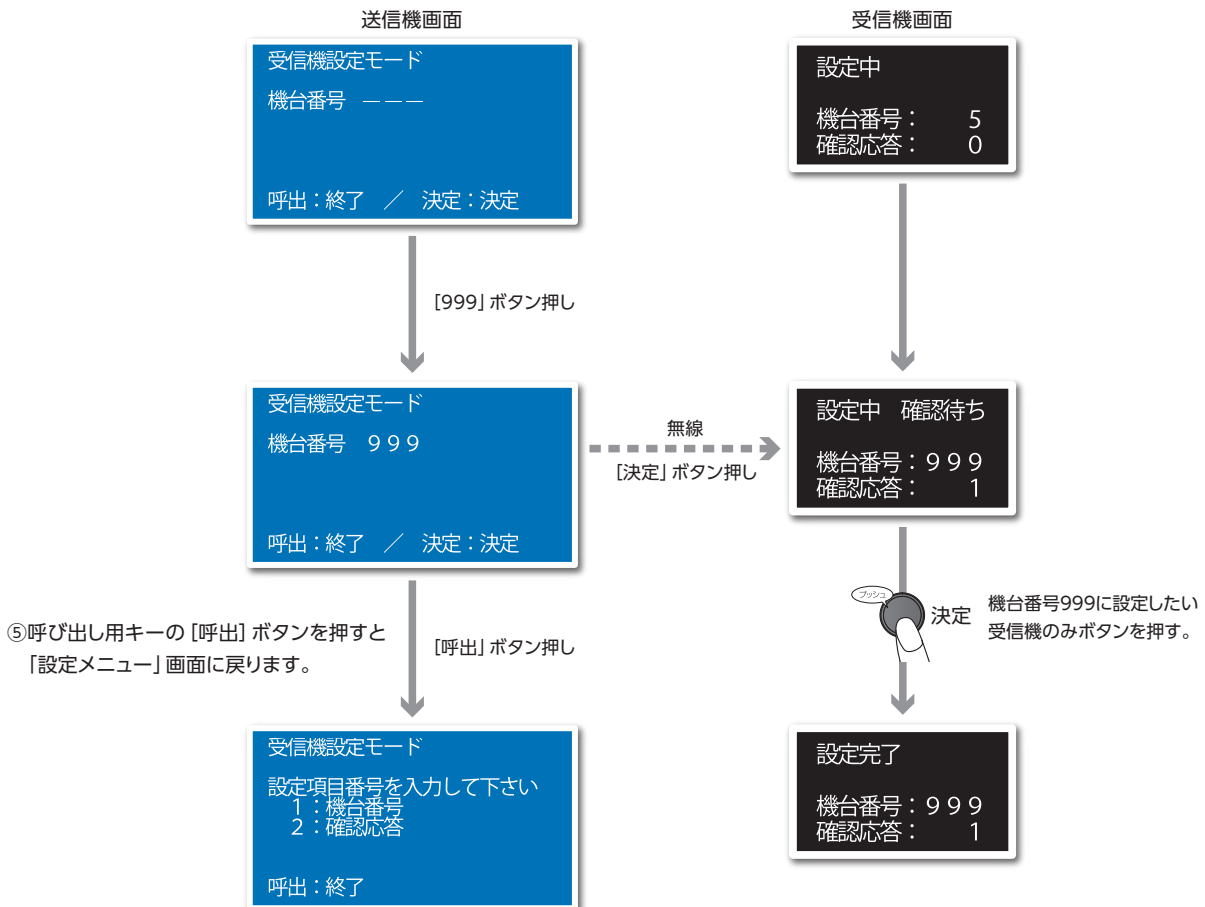 送信機画面
受信機設定モード
機台番号　－－－
呼出：終了　／　決定：決定
受信機画面
設定中
機台番号：　　5
確認応答：　　0
［999］ボタン押し
受信機設定モード
機台番号　９９９
呼出：終了　／　決定：決定
無線
［決定］ボタン押し
設定中　確認待ち
機台番号：９９９
確認応答：　　1
プッシュ
決定
機台番号999に設定したい
受信機のみボタンを押す。
⑤呼び出し用キーの［呼出］ボタンを押すと
「設定メニュー」画面に戻ります。
［呼出］ボタン押し
受信機設定モード
設定項目番号を入力して下さい
１：機台番号
２：確認応答
呼出：終了
設定完了
機台番号：９９９
確認応答：　　1